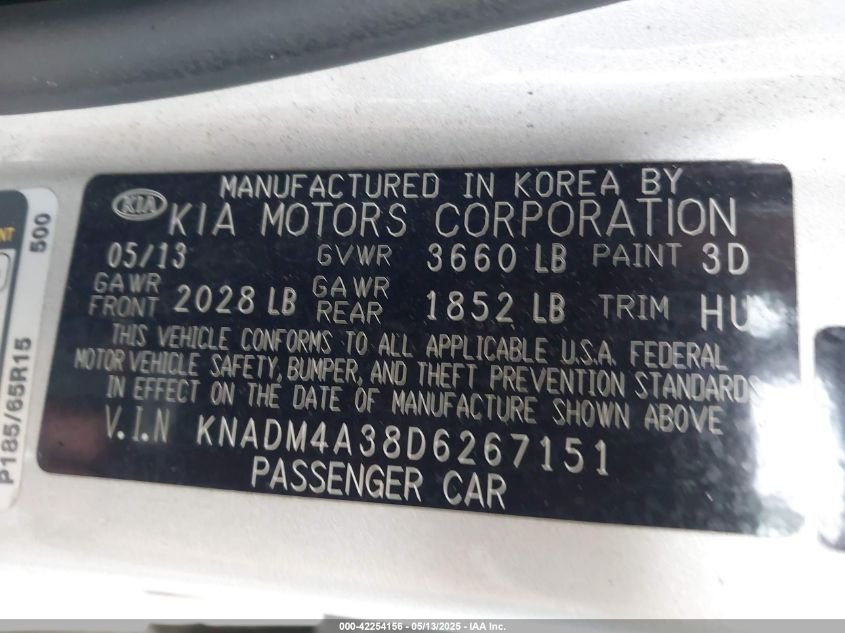 MANUFACTURED IN KOREA BY
KIA KIA MOTORS CORPORATION
05/13 GVWR 3660 LB PAINT 3D
GAWR FRONT 2028 LB GAWR REAR 1852 LB TRIM HU
THIS VEHICLE CONFORMS TO ALL APPLICABLE U.S.A. FEDERAL
MOTOR VEHICLE SAFETY, BUMPER, AND THEFT PREVENTION STANDARDS
IN EFFECT ON THE DATE OF MANUFACTURE SHOWN ABOVE
V.I.N KNADM4A38D6267151
PASSENGER CAR
500
P185/65R15
000-42254156 - 05/13/2025 - IAA Inc.